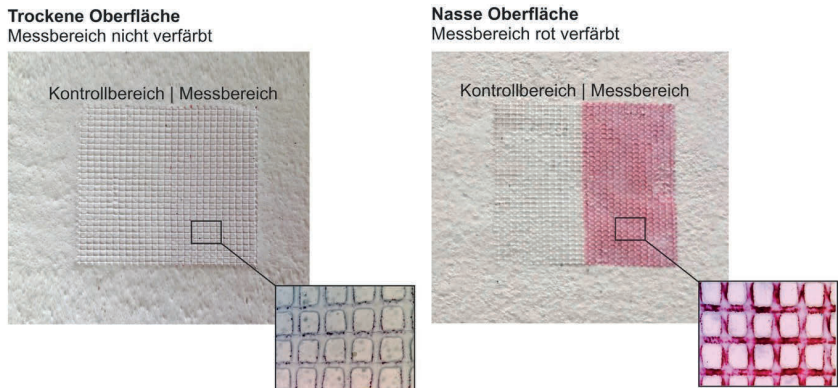 Trockene Oberfläche
Messbereich nicht verfärbt
Kontrollbereich | Messbereich
Nasse Oberfläche
Messbereich rot verfärbt
Kontrollbereich | Messbereich